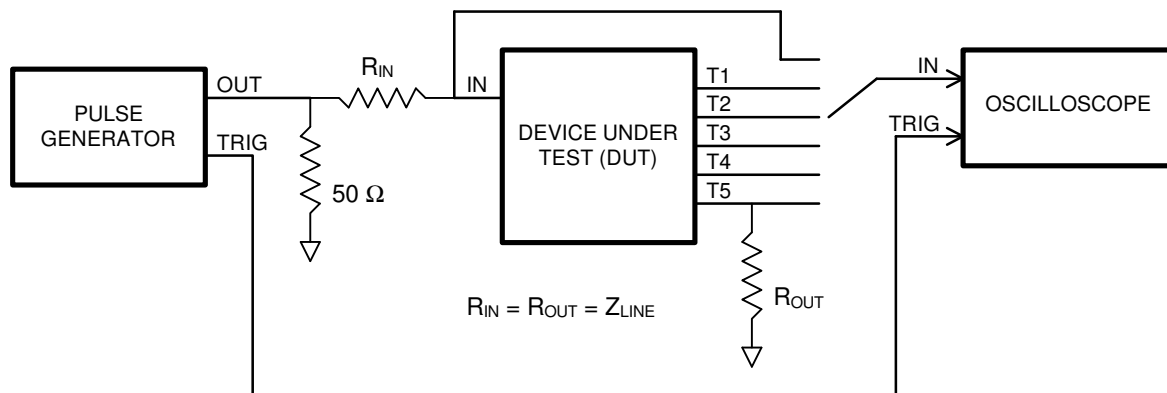 PULSE
GENERATOR
OUT
TRIG
50 Ω
R_IN
IN
DEVICE UNDER
TEST (DUT)
T1
T2
T3
T4
T5
R_OUT
R_IN = R_OUT = Z_LINE
IN
TRIG
OSCILLOSCOPE